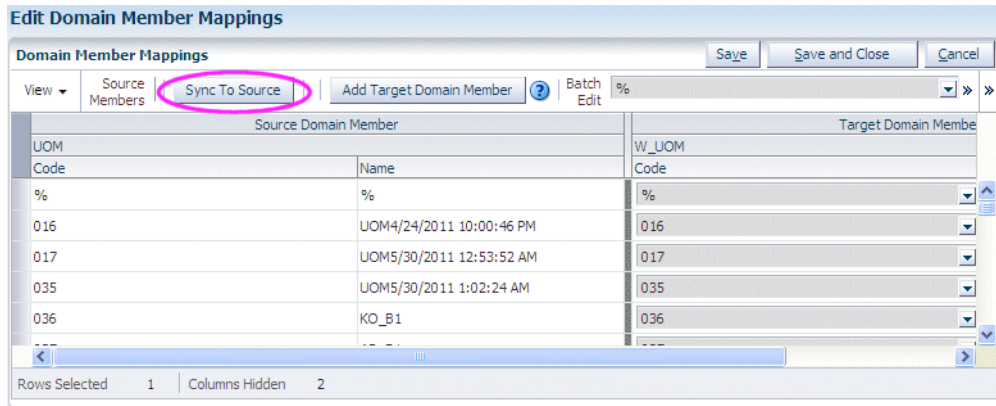 Edit Domain Member Mappings
Domain Member Mappings Save Save and Close Cancel
View Source Members Sync To Source Add Target Domain Member ? Batch Edit % » »
Source Domain Member Target Domain Membe
UOM W_UOM
Code Name Code
% % %
016 UOM4/24/2011 10:00:46 PM 016
017 UOM5/30/2011 12:53:52 AM 017
035 UOM5/30/2011 1:02:24 AM 035
036 KO_B1 036
Rows Selected 1 Columns Hidden 2